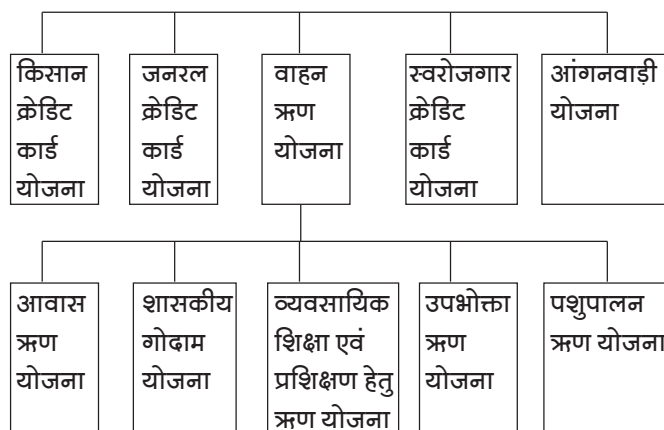 किसान
क्रेडिट
कार्ड
योजना
जनरल
क्रेडिट
कार्ड
योजना
वाहन
ऋण
योजना
स्वरोजगार
क्रेडिट
कार्ड
योजना
आंगनवाड़ी
योजना
आवास
ऋण
योजना
शासकीय
गोदाम
योजना
व्यवसायिक
शिक्षा एवं
प्रशिक्षण हेतु
ऋण योजना
उपभोक्ता
ऋण
योजना
पशुपालन
ऋण योजना